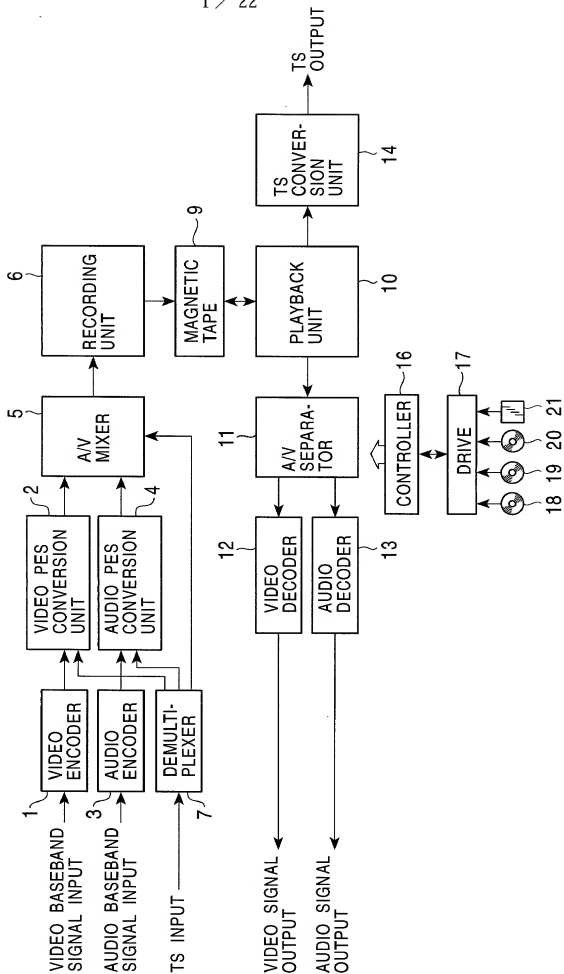 1 / 22
VIDEO BASEBAND
SIGNAL INPUT
1
VIDEO
ENCODER
2
VIDEO PES
CONVERSION
UNIT
AUDIO BASEBAND
SIGNAL INPUT
3
AUDIO
ENCODER
4
AUDIO PES
CONVERSION
UNIT
TS INPUT
7
DEMULTI-
PLEXER
5
A/V
MIXER
6
RECORDING
UNIT
9
MAGNETIC
TAPE
10
PLAYBACK
UNIT
14
TS
CONVER-
SION
UNIT
TS
OUTPUT
11
A/V
SEPARA-
TOR
12
VIDEO
DECODER
13
AUDIO
DECODER
VIDEO SIGNAL
OUTPUT
AUDIO SIGNAL
OUTPUT
16
CONTROLLER
17
DRIVE
18
19
20
21